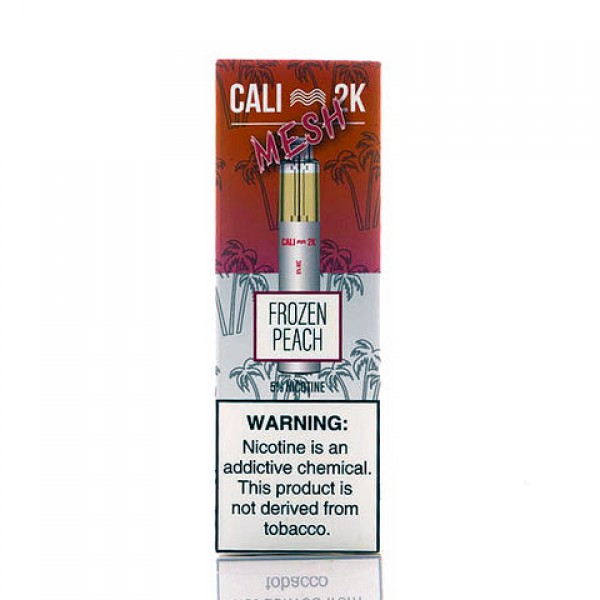 CALI 2K
MESH
CALI 2K
FROZEN
PEACH
5% NICOTINE
WARNING:
Nicotine is an
addictive chemical.
This product is
not derived from
tobacco.